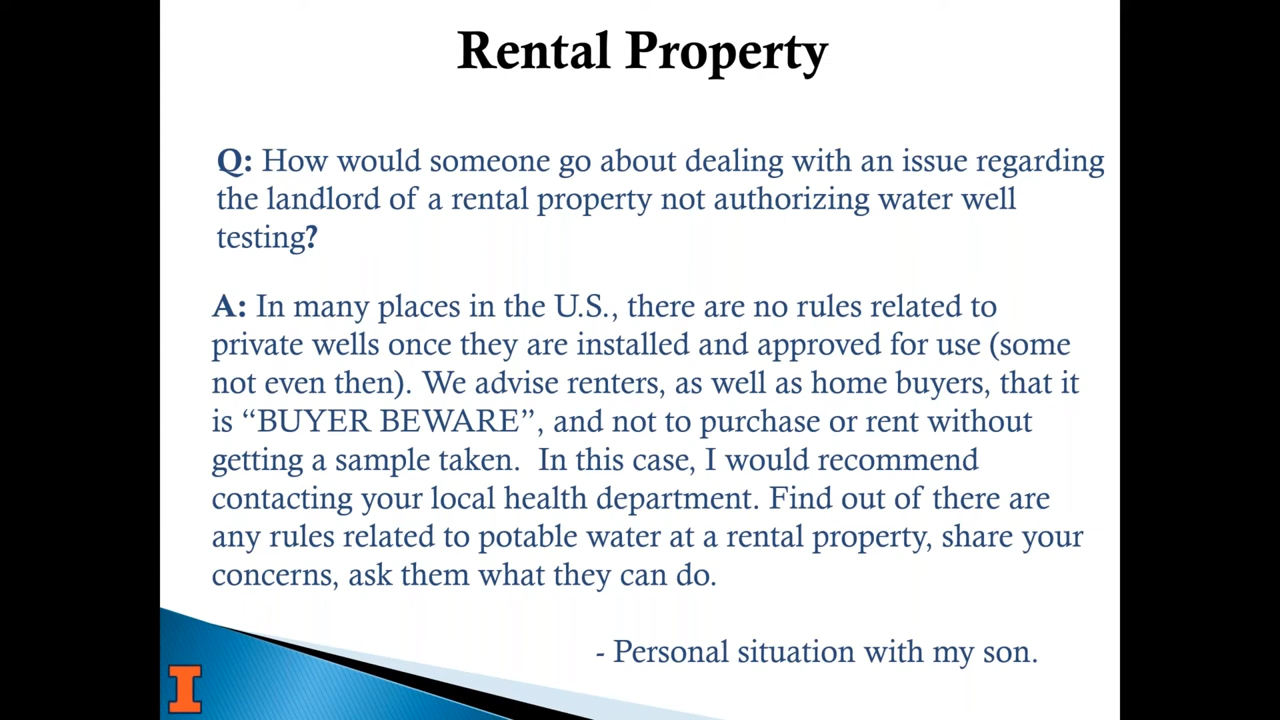 Rental Property
Q: How would someone go about dealing with an issue regarding
the landlord of a rental property not authorizing water well
testing?
A: In many places in the U.S., there are no rules related to
private wells once they are installed and approved for use (some
not even then). We advise renters, as well as home buyers, that it
is “BUYER BEWARE”, and not to purchase or rent without
getting a sample taken.  In this case, I would recommend
contacting your local health department. Find out of there are
any rules related to potable water at a rental property, share your
concerns, ask them what they can do.
- Personal situation with my son.
I